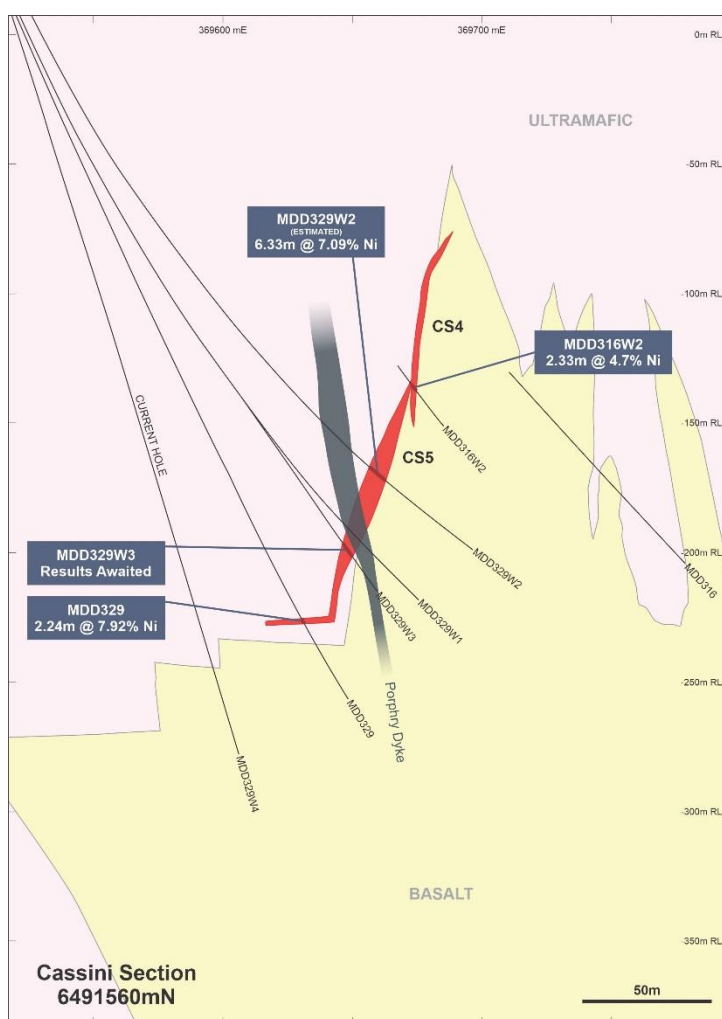 369600 mE
369700 mE
0m RL
ULTRAMAFIC
-50m RL
MDD329W2
(ESTIMATED)
6.33m @ 7.09% Ni
-100m RL
CS4
MDD316W2
2.33m @ 4.7% Ni
CURRENT HOLE
-150m RL
MDD316W2
CS5
MDD329W3
Results Awaited
-200m RL
MDD329W2
MDD316
MDD329
2.24m @ 7.92% Ni
MDD329W1
MDD329W3
-250m RL
MDD329
Porphry Dyke
MDD329W4
-300m RL
BASALT
-350m RL
Cassini Section
6491560mN
50m